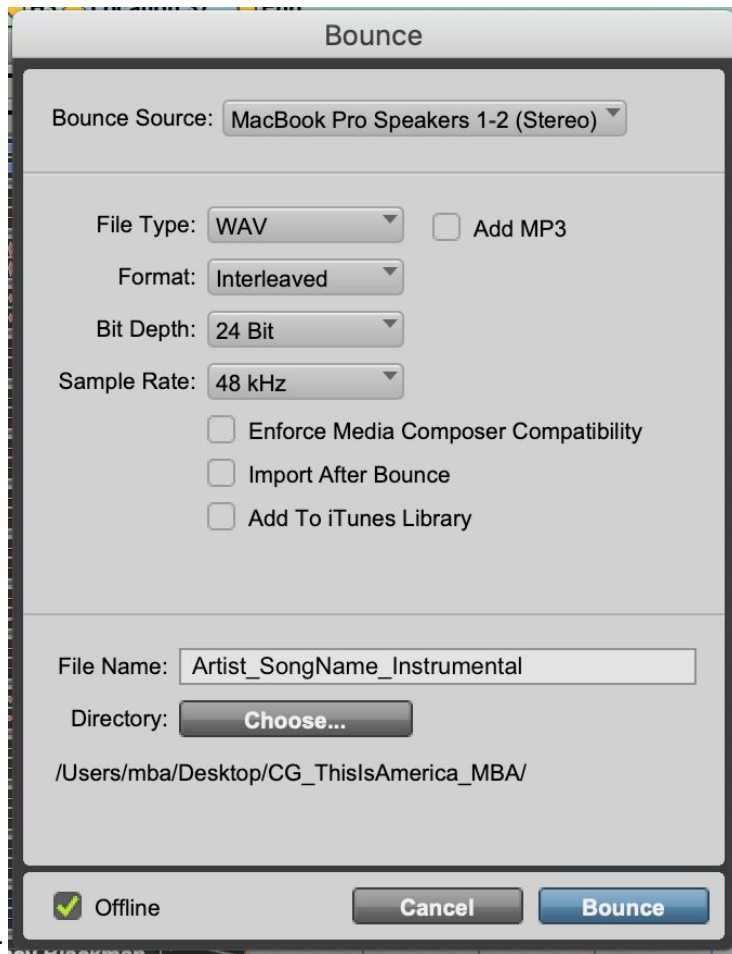 Bounce
Bounce Source: MacBook Pro Speakers 1-2 (Stereo)
File Type: WAV Add MP3
Format: Interleaved
Bit Depth: 24 Bit
Sample Rate: 48 kHz
Enforce Media Composer Compatibility
Import After Bounce
Add To iTunes Library
File Name: Artist_SongName_Instrumental
Directory: Choose...
/Users/mba/Desktop/CG_ThisIsAmerica_MBA/
Offline Cancel Bounce